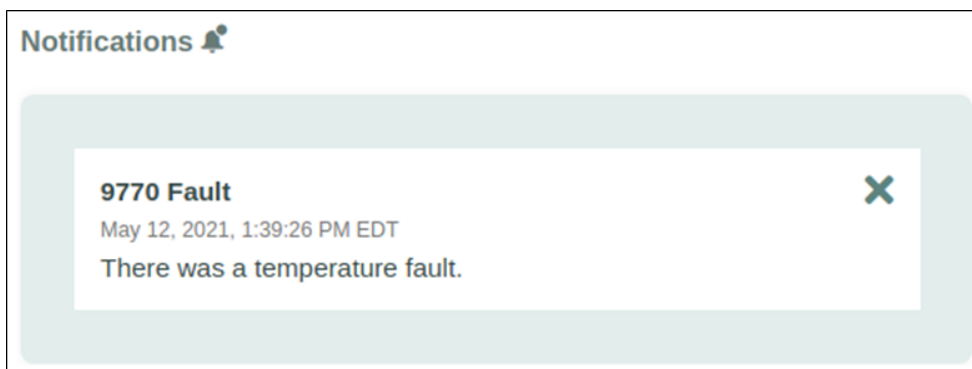 Notifications
9770 Fault
May 12, 2021, 1:39:26 PM EDT
There was a temperature fault.